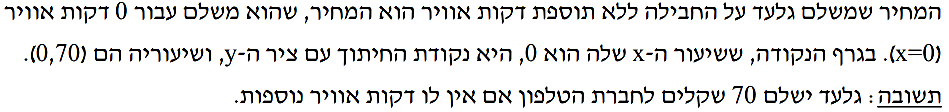 המחיר שמשלם גלעד על החבילה ללא תוספת דקות אוויר הוא המחיר, שהוא משלם עבור 0 דקות אוויר
(x=0). בגרף הנקודה, ששיעור ה-x שלה הוא 0, היא נקודת החיתוך עם ציר ה-y, ושיעוריה הם (0,70).
תשובה: גלעד ישלם 70 שקלים לחברת הטלפון אם אין לו דקות אוויר נוספות.